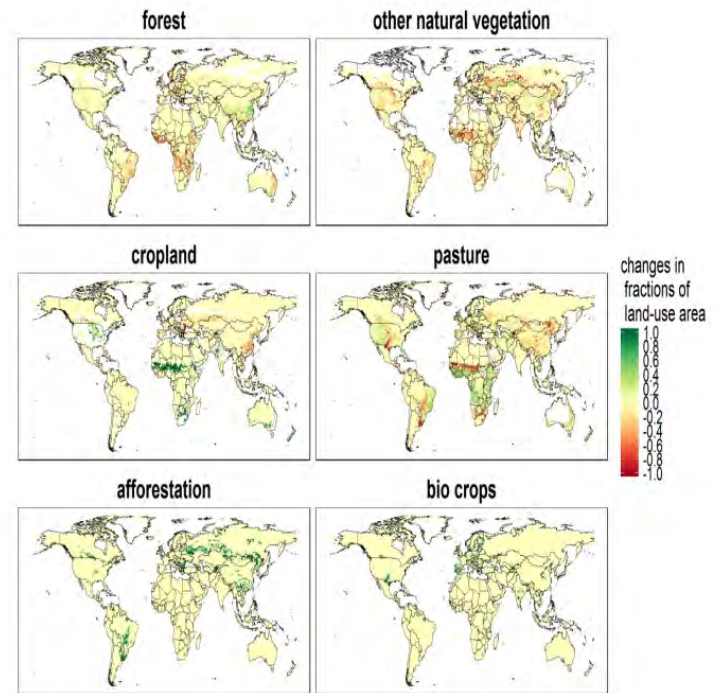 forest
other natural vegetation
cropland
pasture
changes in
fractions of
land-use area
1.0
0.8
0.6
0.4
0.2
0.0
-0.2
-0.4
-0.6
-0.8
-1.0
afforestation
bio crops